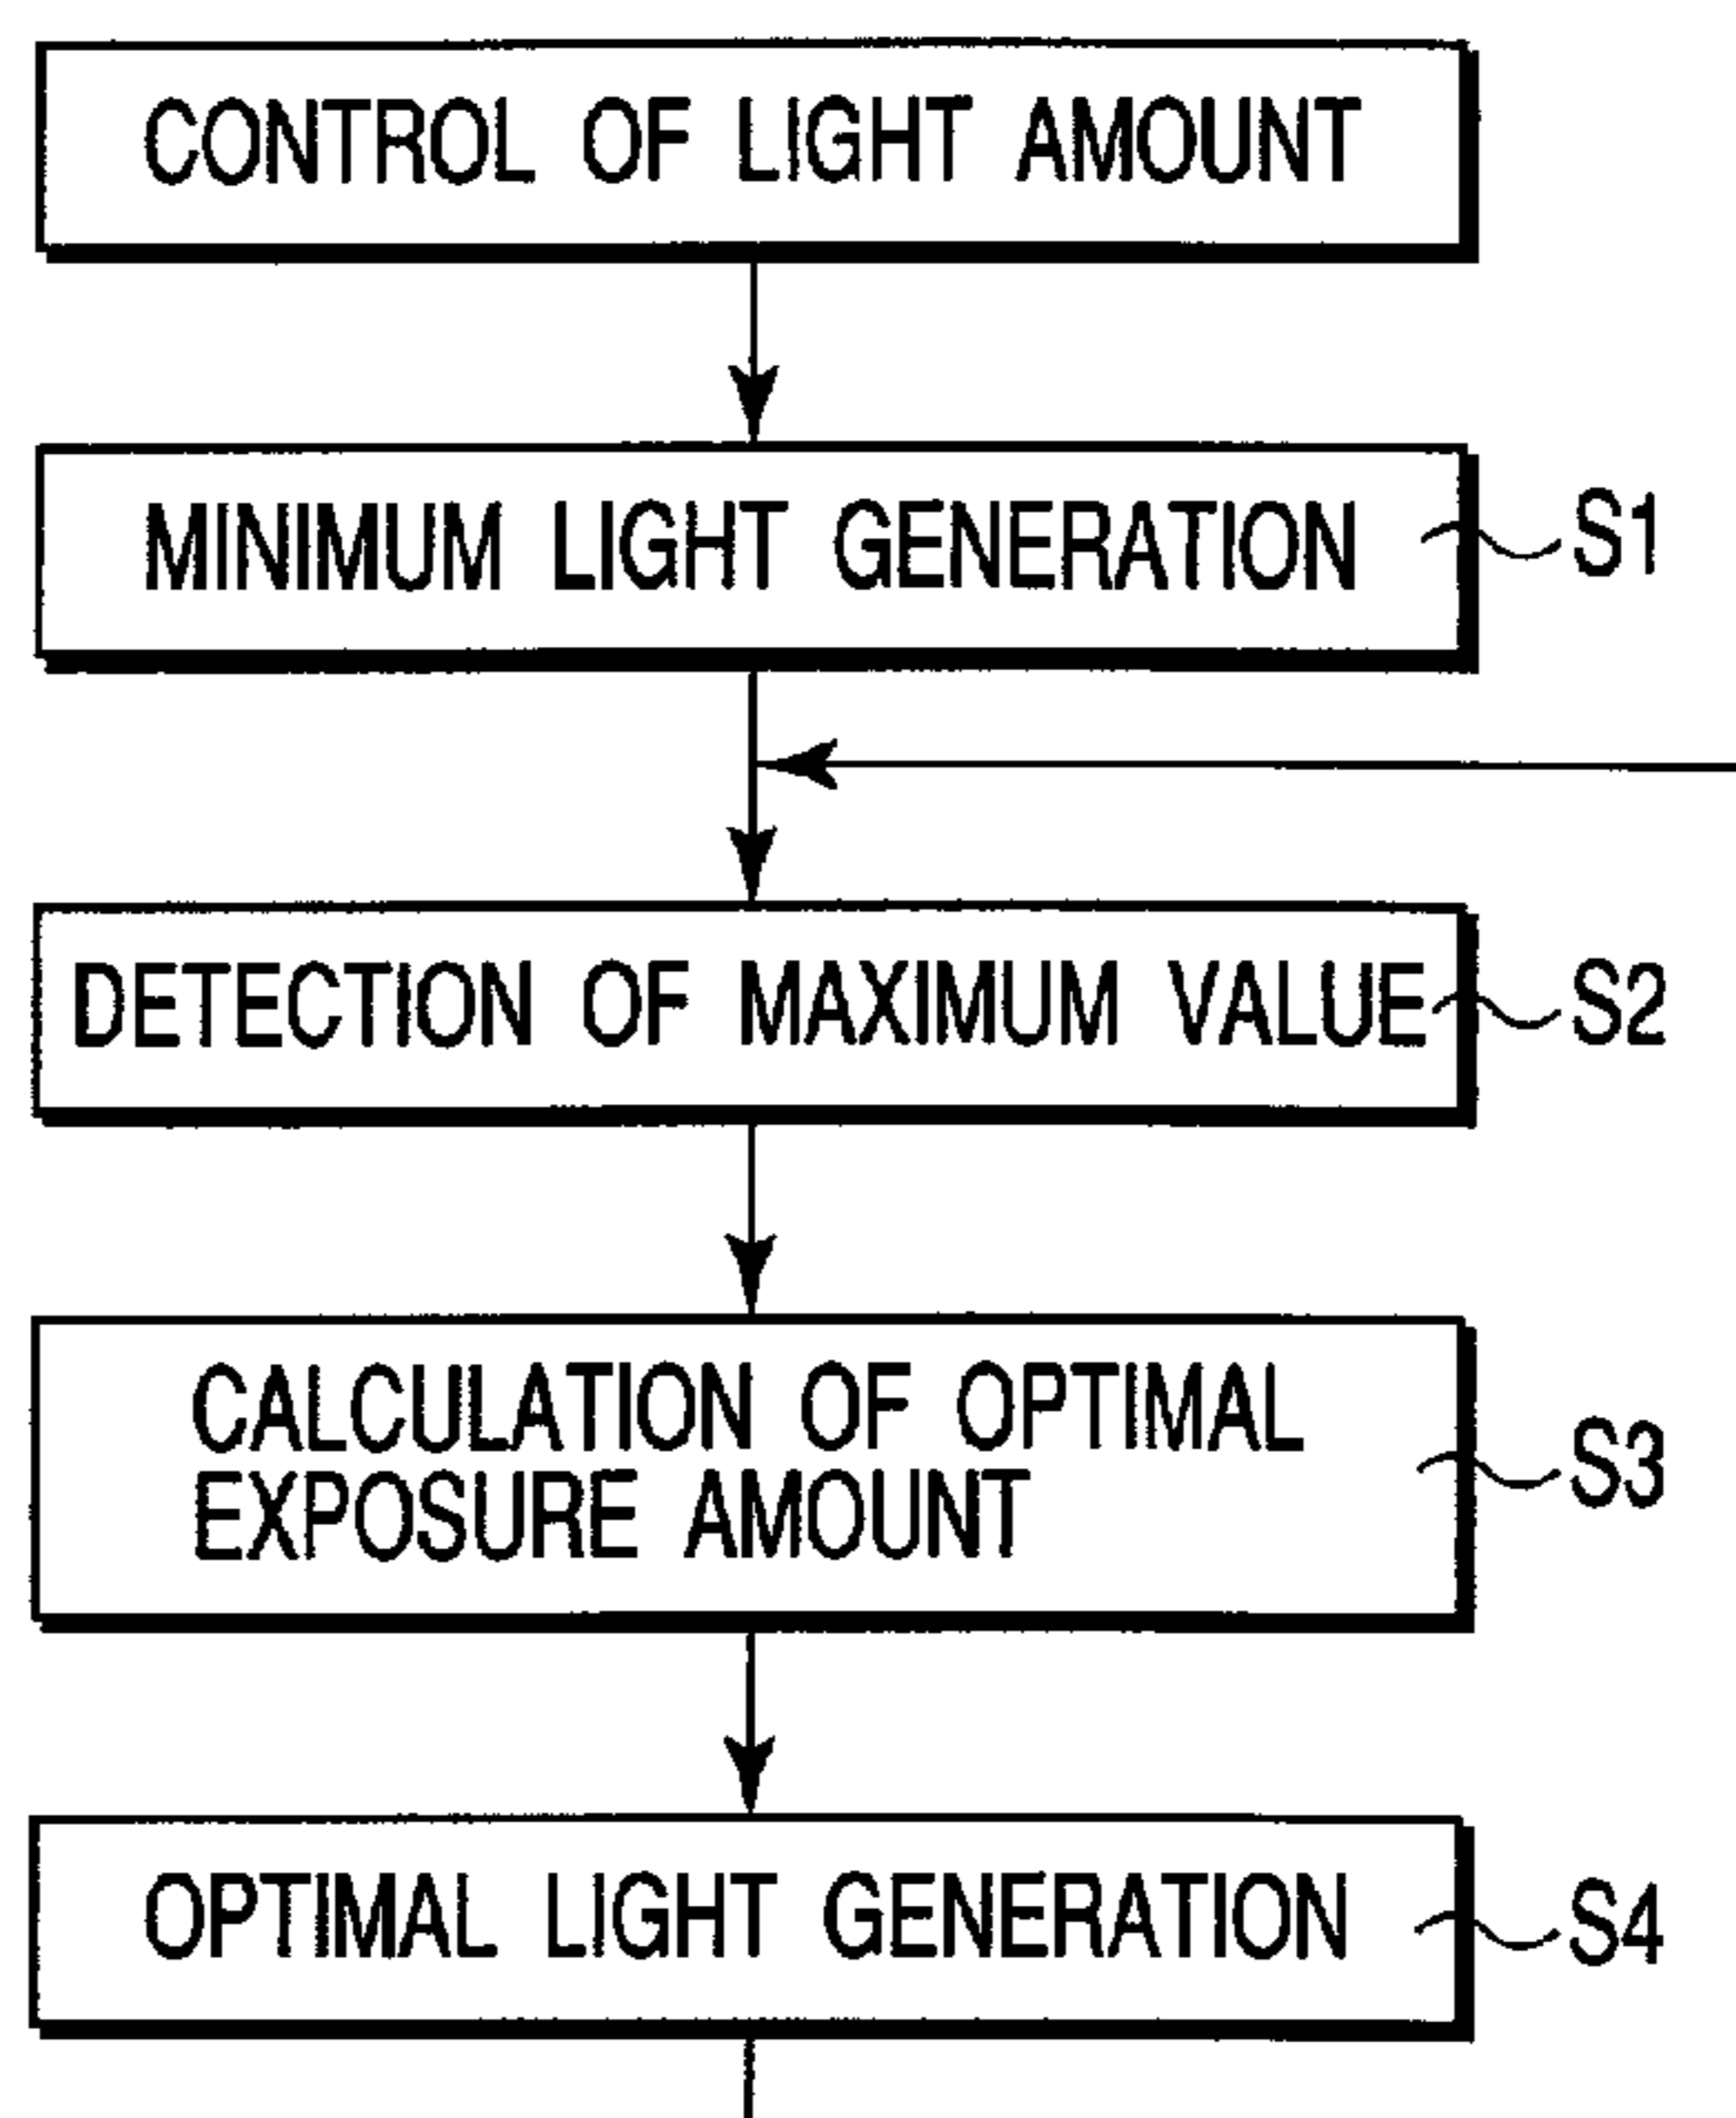 CONTROL OF LIGHT AMOUNT
MINIMUM LIGHT GENERATION
S1
DETECTION OF MAXIMUM VALUE
S2
CALCULATION OF OPTIMAL
EXPOSURE AMOUNT
S3
OPTIMAL LIGHT GENERATION
S4